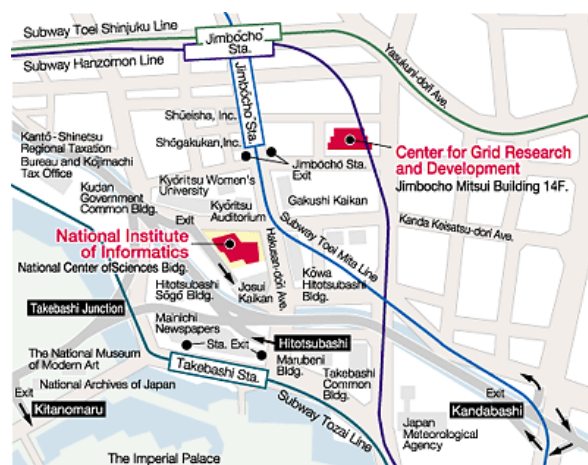 Subway Toei Shinjuku Line
Jimbōchō
Sta.
Subway Hanzomon Line
Yasukuni-dori Ave.
Jimbōchō Sta.
Shūeisha, Inc.
Shōgakukan, Inc.
Kantō-Shinetsu
Regional Taxation
Bureau and Kojimachi
Tax Office
Jimbōchō Sta.
Exit
Center for Grid Research
and Development
Jimbocho Mitsui Building 14F.
Kyōritsu Women's
University
Gakushi Kaikan
Kudan
Government
Common Bldg.
Kyōritsu
Auditorium
Exit
Kanda Keisatsu-dori Ave.
National Institute
of Informatics
National Center of Sciences Bldg.
Hakusan-dori Ave.
Subway Toei Mita Line
Hitotsubashi
Sōgō Bldg.
Josui
Kaikan
Kōwa
Hitotsubashi
Bldg.
Takebashi Junction
Mainichi
Newspapers
Hitotsubashi
Sta. Exit
Marubeni
Bldg.
The National Museum
of Modern Art
Takebashi Sta.
Takebashi
Common
Bldg.
National Archives of Japan
Exit
Kitanomaru
Subway Tozai Line
Exit
Kandabashi
Japan
Meteorological
Agency
The Imperial Palace